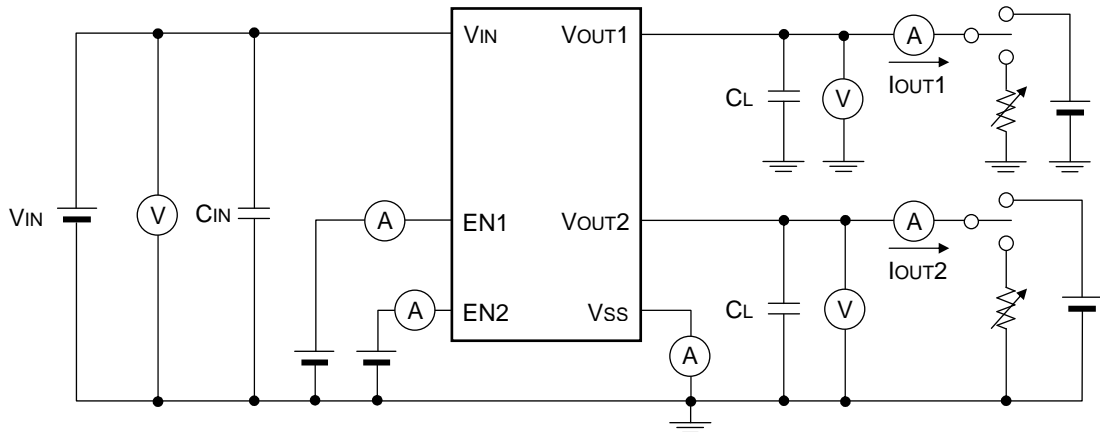 VIN
VOUT1
A
IOUT1
CL
V
VIN
V
CIN
A
EN1
VOUT2
A
IOUT2
A
EN2
VSS
CL
V
A